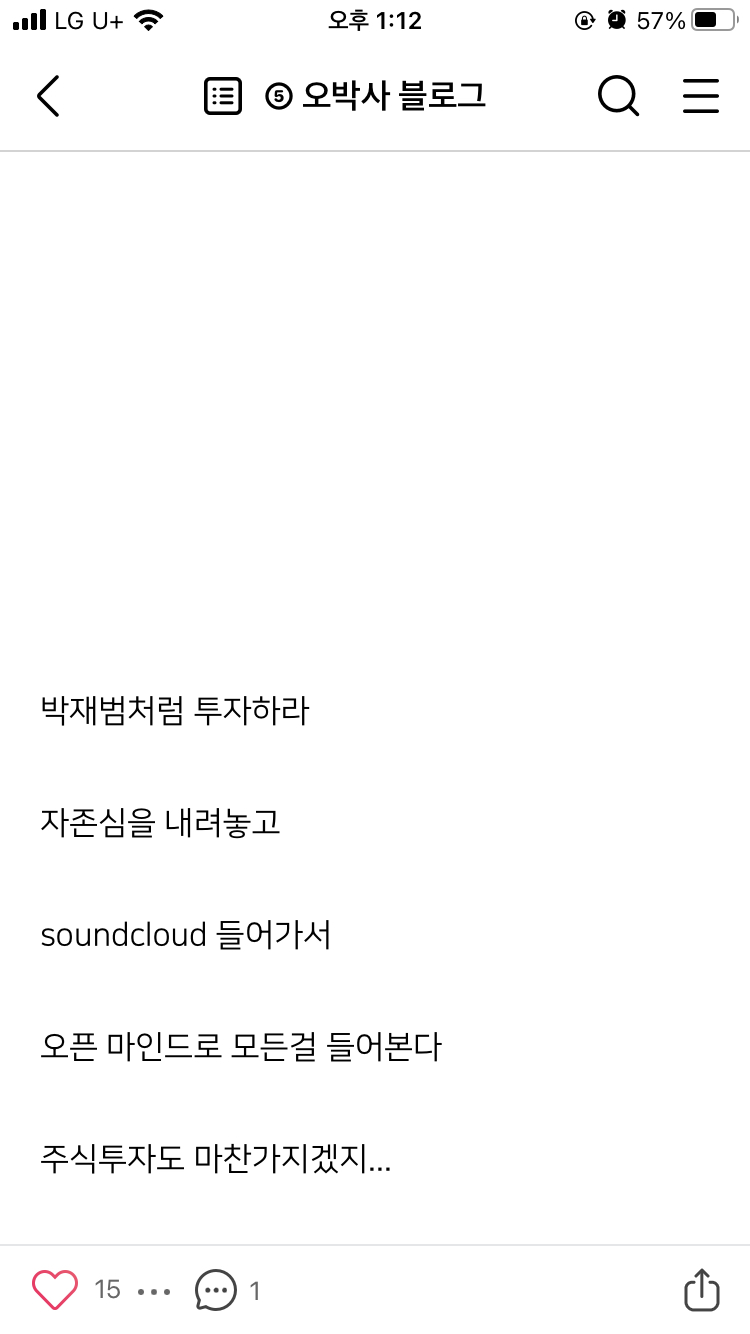 LG U+ 오후 1:12 57%
⑤ 오박사 블로그
박재범처럼 투자하라
자존심을 내려놓고
soundcloud 들어가서
오픈 마인드로 모든걸 들어본다
주식투자도 마찬가지겠지...
15 1